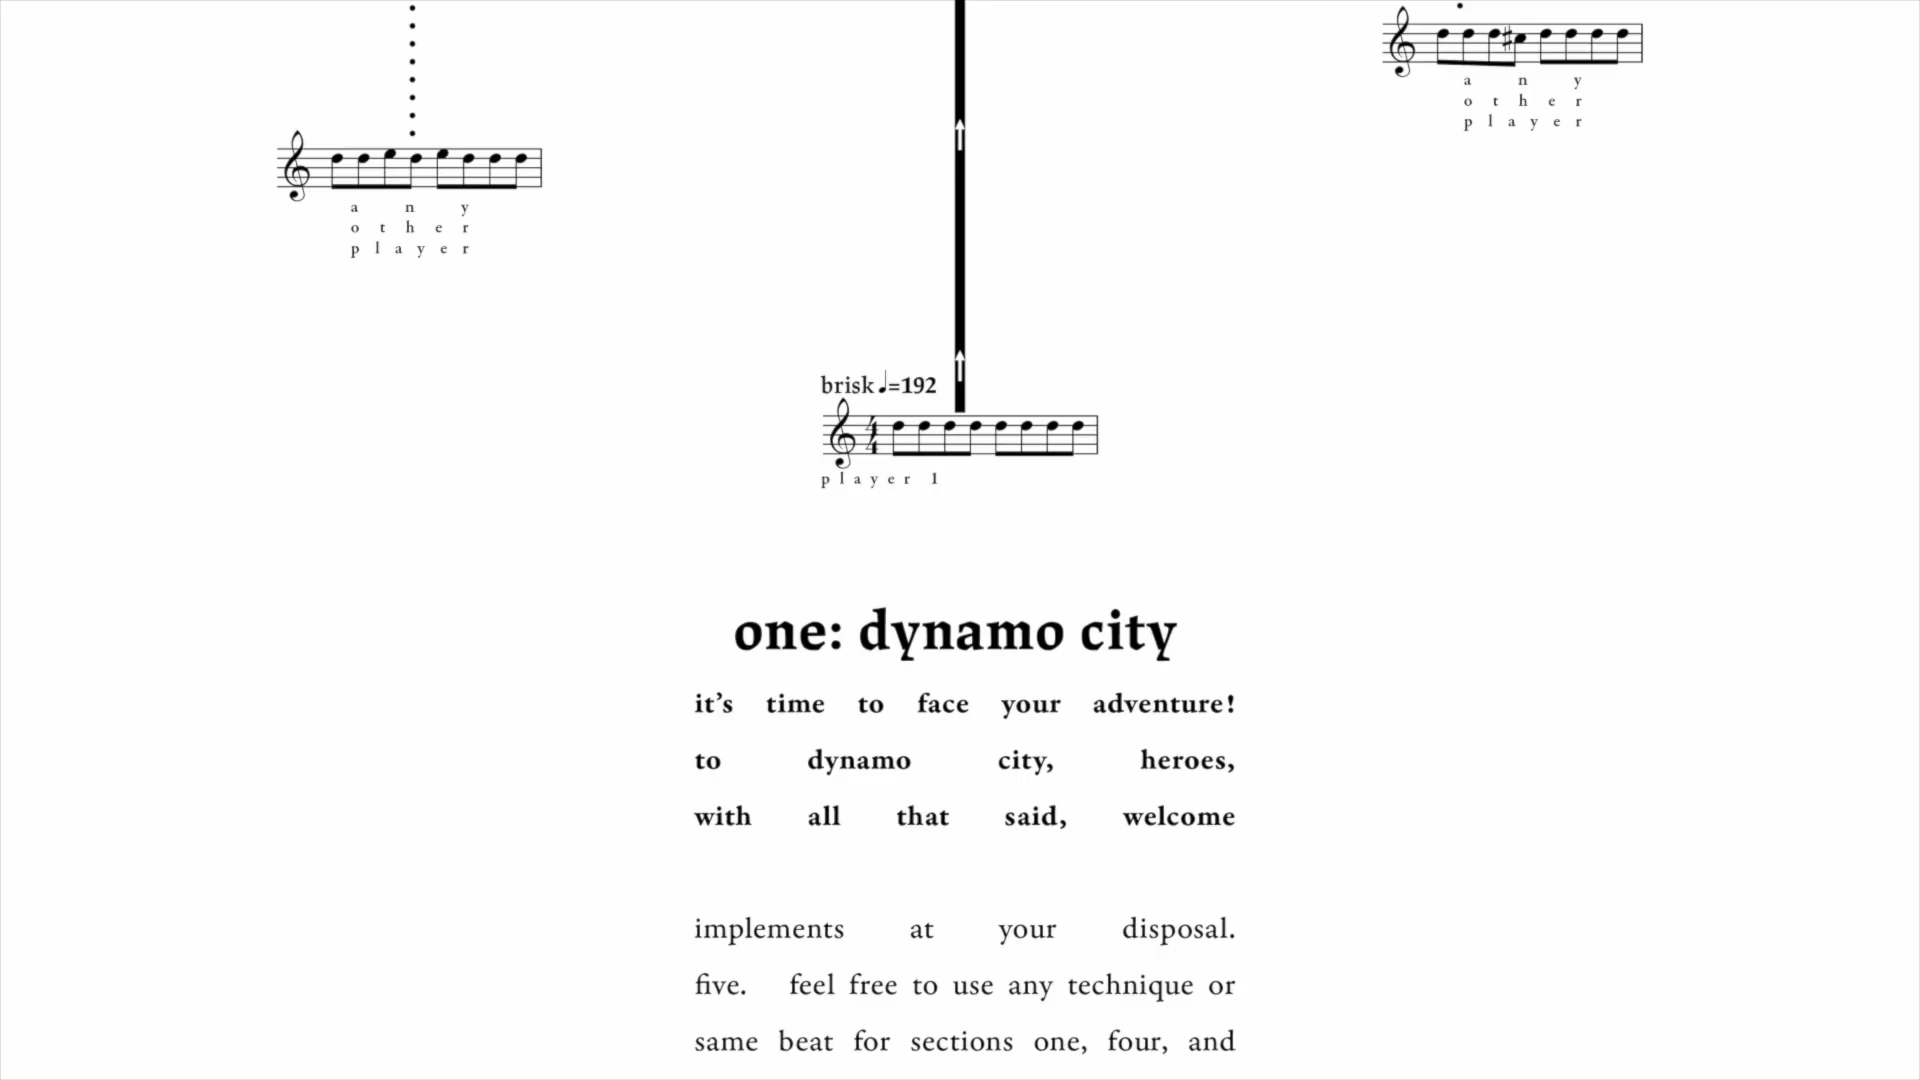 a n y
o t h e r
p l a y e r
a n y
o t h e r
p l a y e r
brisk ♩=192
p l a y e r 1
one: dynamo city
it’s time to face your adventure!
to dynamo city, heroes,
with all that said, welcome
implements at your disposal.
five. feel free to use any technique or
same beat for sections one, four, and